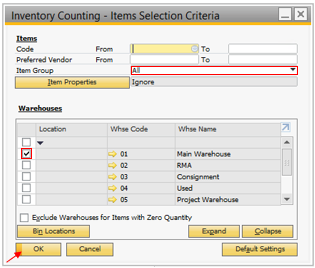 Inventory Counting - Items Selection Criteria
Items
Code From To
Preferred Vendor From To
Item Group All
Item Properties Ignore
Warehouses
Location Whse Code Whse Name
01 Main Warehouse
02 RMA
03 Consignment
04 Used
05 Project Warehouse
Exclude Warehouses for Items with Zero Quantity
Bin Locations Expand Collapse
OK Cancel Default Settings